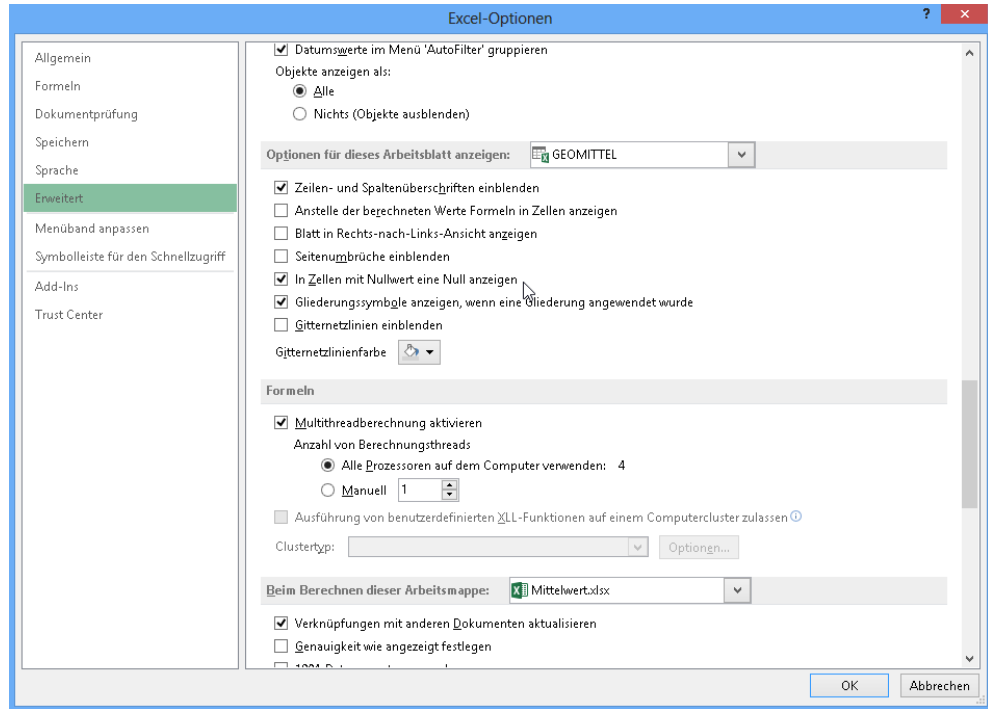 Excel-Optionen
?
Allgemein
Formeln
Dokumentprüfung
Speichern
Sprache
Erweitert
Menüband anpassen
Symbolleiste für den Schnellzugriff
Add-Ins
Trust Center
Datumswerte im Menü 'AutoFilter' gruppieren
Objekte anzeigen als:
Alle
Nichts (Objekte ausblenden)
Optionen für dieses Arbeitsblatt anzeigen: GEOMITTEL
Zeilen- und Spaltenüberschriften einblenden
Anstelle der berechneten Werte Formeln in Zellen anzeigen
Blatt in Rechts-nach-Links-Ansicht anzeigen
Seitenumbrüche einblenden
In Zellen mit Nullwert eine Null anzeigen
Gliederungssymbole anzeigen, wenn eine Gliederung angewendet wurde
Gitternetzlinien einblenden
Gitternetzlinienfarbe
Formeln
Multithreadberechnung aktivieren
Anzahl von Berechnungsthreads
Alle Prozessoren auf dem Computer verwenden: 4
Manuell 1
Ausführung von benutzerdefinierten XLL-Funktionen auf einem Computercluster zulassen
Clustertyp: Optionen...
Beim Berechnen dieser Arbeitsmappe: Mittelwert.xlsx
Verknüpfungen mit anderen Dokumenten aktualisieren
Genauigkeit wie angezeigt festlegen
OK Abbrechen